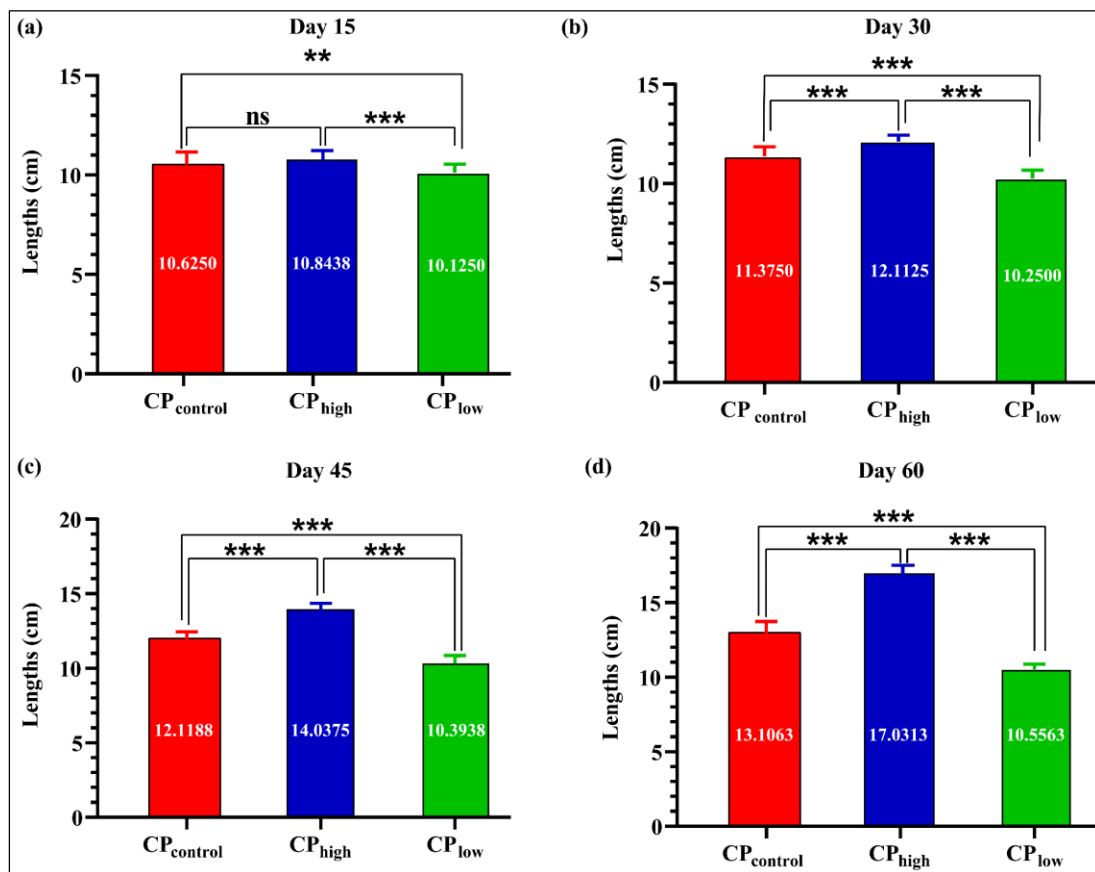 (a)
Day 15
**
ns
***
Lengths (cm)
15
10
5
0
10.6250
10.8438
10.1250
CPcontrol
CPhigh
CPlow
(b)
Day 30
***
***
***
Lengths (cm)
15
10
5
0
11.3750
12.1125
10.2500
CPcontrol
CPhigh
CPlow
(c)
Day 45
***
***
***
Lengths (cm)
20
15
10
5
0
12.1188
14.0375
10.3938
CPcontrol
CPhigh
CPlow
(d)
Day 60
***
***
***
Lengths (cm)
20
15
10
5
0
13.1063
17.0313
10.5563
CPcontrol
CPhigh
CPlow